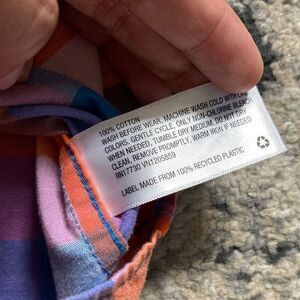 100% COTTON
WASH BEFORE WEAR. MACHINE WASH COLD WITH LIKE
COLORS, GENTLE CYCLE. ONLY NON-CHLORINE BLEACH
WHEN NEEDED. TUMBLE DRY MEDIUM. DO NOT DRY
CLEAN. REMOVE PROMPTLY. WARM IRON IF NEEDED
RN17730 VN1205859
LABEL MADE FROM 100% RECYCLED PLASTIC